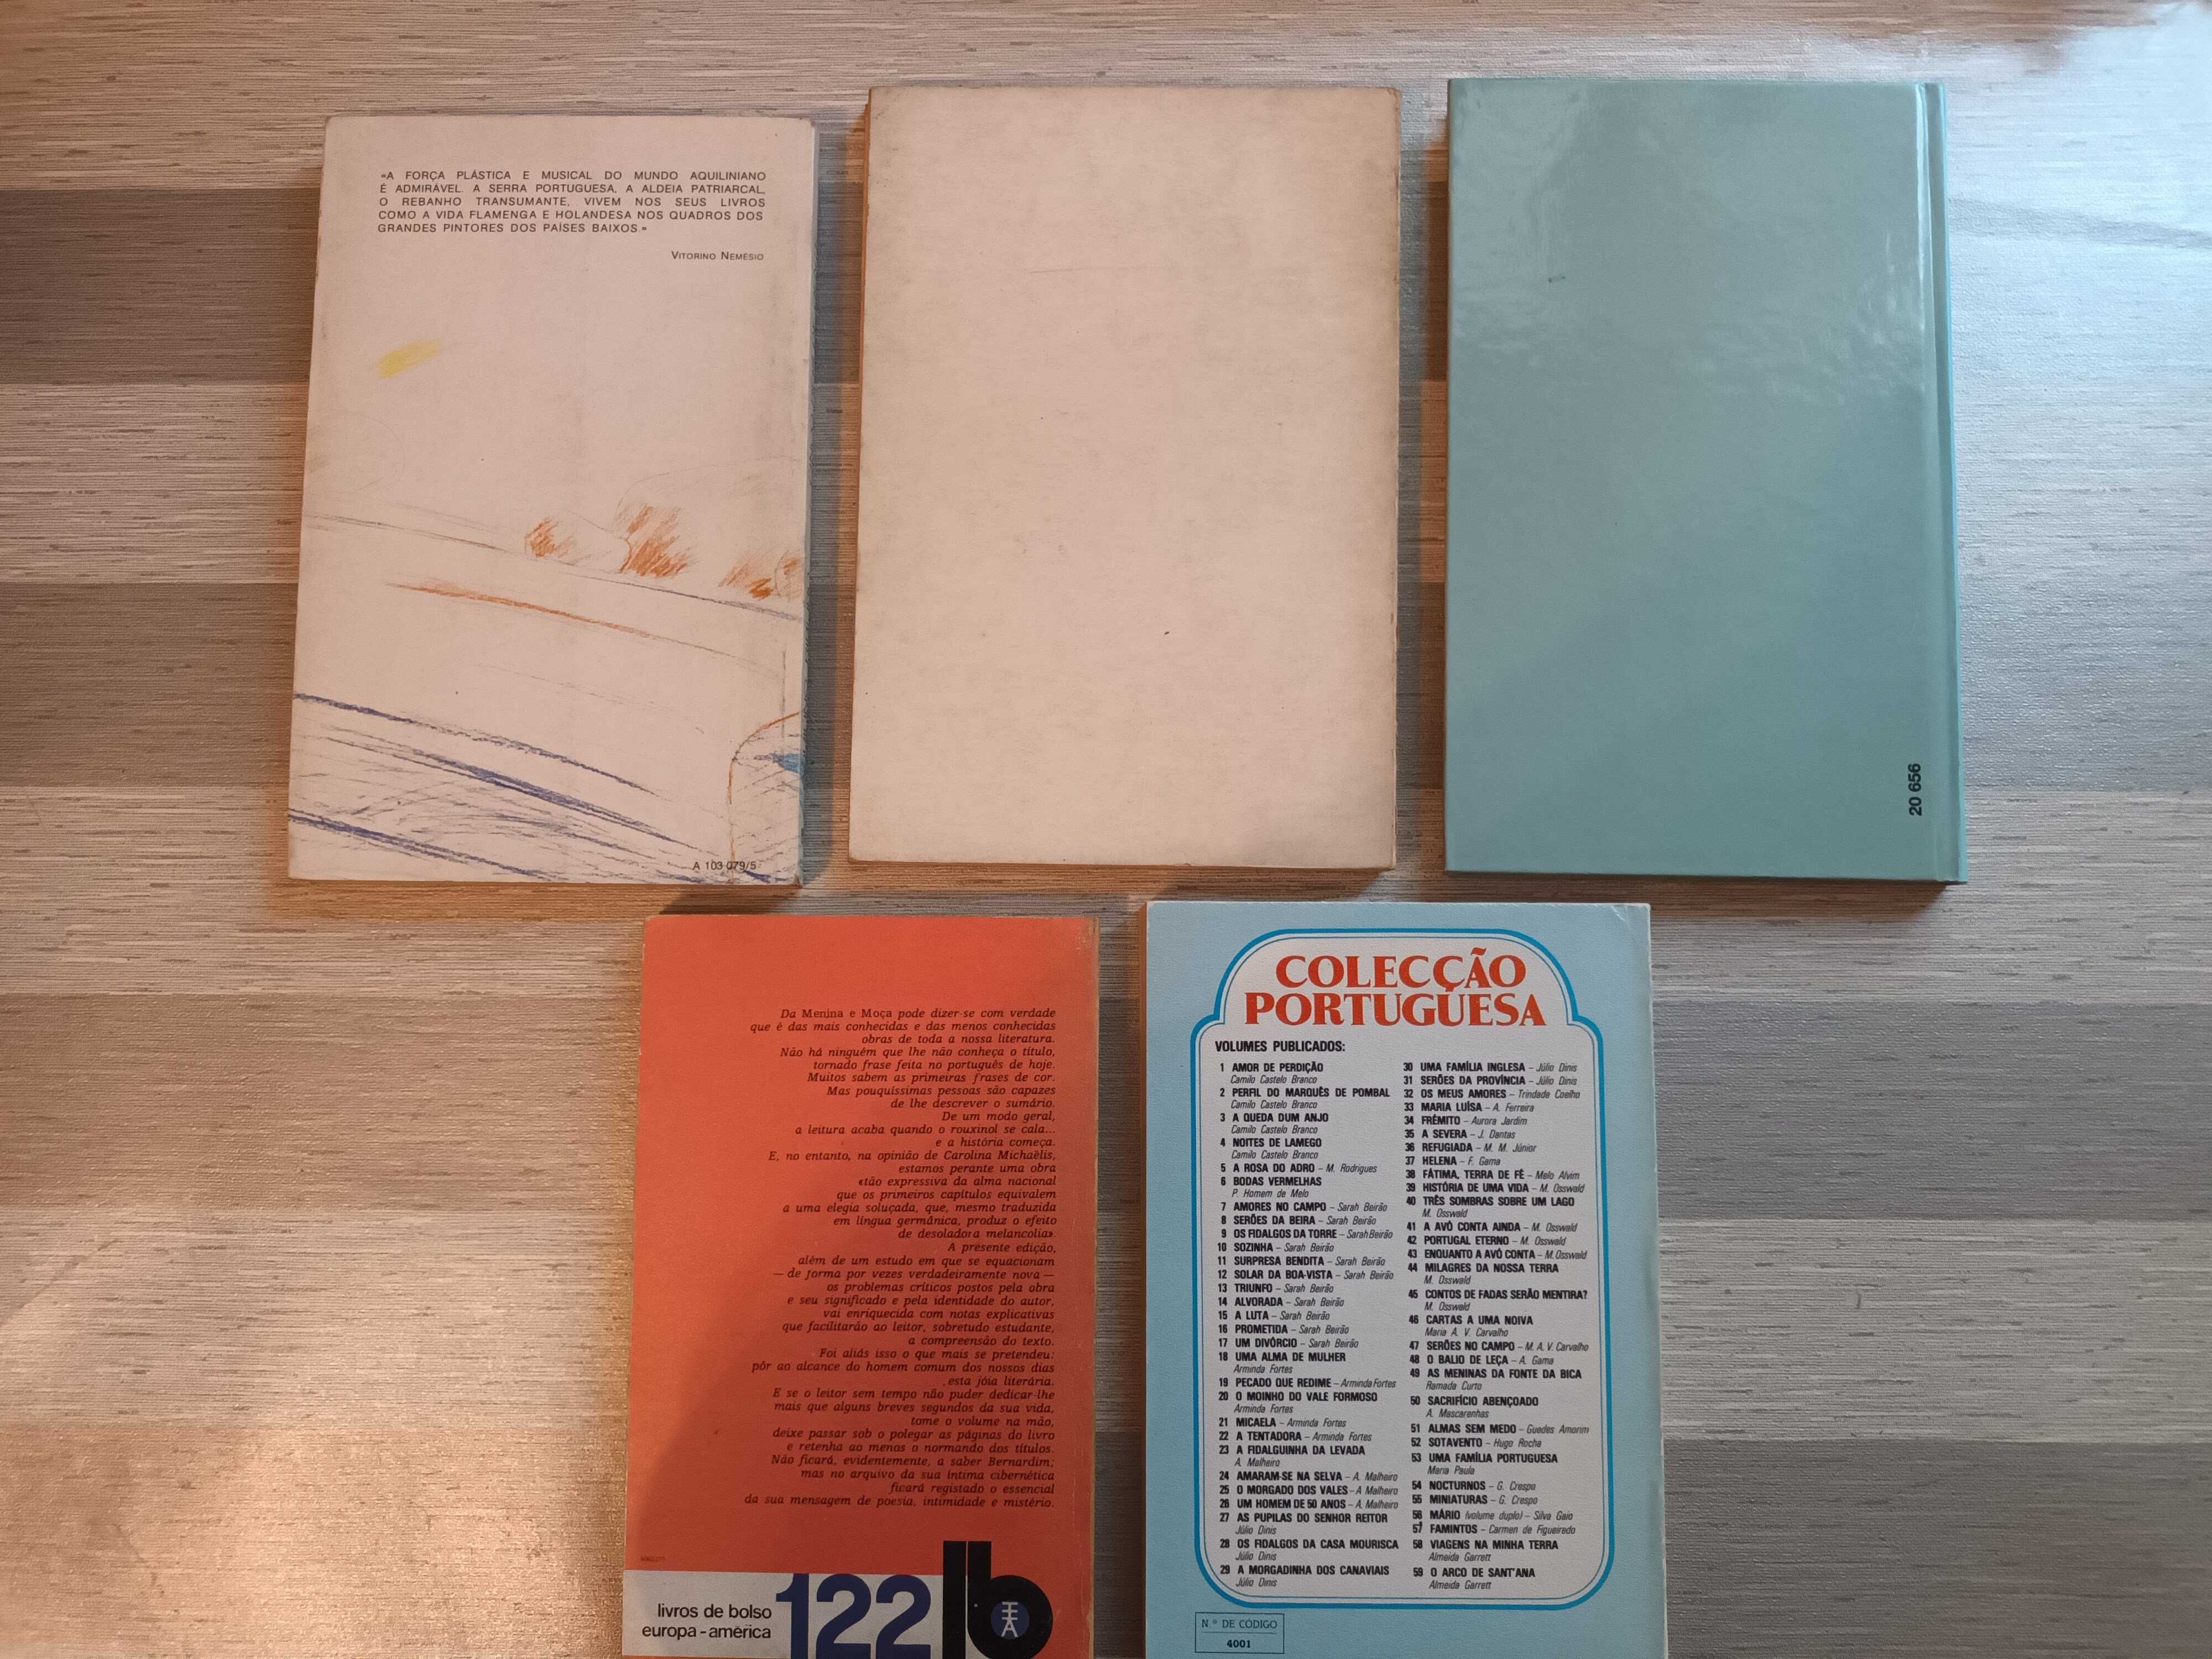 «A FORÇA PLÁSTICA E MUSICAL DO MUNDO AQUILINIANO
É ADMIRÁVEL. A SERRA PORTUGUESA, A ALDEIA PATRIARCAL,
O REBANHO TRANSUMANTE, VIVEM NOS SEUS LIVROS
COMO A VIDA FLAMENGA E HOLANDESA NOS QUADROS DOS
GRANDES PINTORES DOS PAÍSES BAIXOS.»
VITORINO NEMÉSIO
A 103 079/5
20 656
Da Menina e Moça pode dizer-se com verdade
que é das mais conhecidas e das menos conhecidas
obras de toda a nossa literatura.
Não há ninguém que lhe não conheça o título,
tornado frase feita no português de hoje.
Muitos sabem as primeiras frases de cor.
Mas pouquíssimas pessoas são capazes
de lhe descrever o sumário.
De um modo geral,
a leitura acaba quando o rouxinol se cala...
e a história começa.
E, no entanto, na opinião de Carolina Michaëlis,
estamos perante uma obra
«tão expressiva da alma nacional
que os primeiros capítulos equivalem
a uma elegia soluçada, que, mesmo traduzida
em língua germânica, produz o efeito
de desoladora melancolia».
A presente edição,
além de um estudo em que se equacionam
— de forma por vezes verdadeiramente nova —
os problemas críticos postos pela obra
e seu significado e pela identidade do autor,
vai enriquecida com notas explicativas
que facilitarão ao leitor, sobretudo estudante,
a compreensão do texto.
Foi aliás isso o que mais se pretendeu:
pôr ao alcance do homem comum dos nossos dias
esta jóia literária.
E se o leitor sem tempo não puder dedicar-lhe
mais que alguns breves segundos da sua vida,
tome o volume na mão,
deixe passar sob o polegar as páginas do livro
e retenha ao menos o normando dos títulos.
Não ficará, evidentemente, a saber Bernardim;
mas no arquivo da sua íntima cibernética
ficará registado o essencial
da sua mensagem de poesia, intimidade e mistério.
livros de bolso
europa-américa
122
lb
COLECÇÃO
PORTUGUESA
VOLUMES PUBLICADOS:
1 AMOR DE PERDIÇÃO
Camilo Castelo Branco
2 PERFIL DO MARQUÊS DE POMBAL
Camilo Castelo Branco
3 A QUEDA DUM ANJO
Camilo Castelo Branco
4 NOITES DE LAMEGO
Camilo Castelo Branco
5 A ROSA DO ADRO – M. Rodrigues
6 BODAS VERMELHAS
P. Homem de Melo
7 AMORES NO CAMPO – Sarah Beirão
8 SERÕES DA BEIRA – Sarah Beirão
9 OS FIDALGOS DA TORRE – Sarah Beirão
10 SOZINHA – Sarah Beirão
11 SURPRESA BENDITA – Sarah Beirão
12 SOLAR DA BOA-VISTA – Sarah Beirão
13 TRIUNFO – Sarah Beirão
14 ALVORADA – Sarah Beirão
15 A LUTA – Sarah Beirão
16 PROMETIDA – Sarah Beirão
17 UM DIVÓRCIO – Sarah Beirão
18 UMA ALMA DE MULHER
Arminda Fortes
19 PECADO QUE REDIME – Arminda Fortes
20 O MOINHO DO VALE FORMOSO
Arminda Fortes
21 MICAELA – Arminda Fortes
22 A TENTADORA – Arminda Fortes
23 A FIDALGUINHA DA LEVADA
A. Malheiro
24 AMARAM-SE NA SELVA – A. Malheiro
25 O MORGADO DOS VALES – A Malheiro
26 UM HOMEM DE 50 ANOS – A. Malheiro
27 AS PUPILAS DO SENHOR REITOR
Júlio Dinis
28 OS FIDALGOS DA CASA MOURISCA
Júlio Dinis
29 A MORGADINHA DOS CANAVIAIS
Júlio Dinis
30 UMA FAMÍLIA INGLESA – Júlio Dinis
31 SERÕES DA PROVÍNCIA – Júlio Dinis
32 OS MEUS AMORES – Trindade Coelho
33 MARIA LUÍSA – A. Ferreira
34 FRÉMITO – Aurora Jardim
35 A SEVERA – J. Dantas
36 REFUGIADA – M. M. Júnior
37 HELENA – F. Gama
38 FÁTIMA, TERRA DE FÉ – Melo Alvim
39 HISTÓRIA DE UMA VIDA – M. Osswald
40 TRÊS SOMBRAS SOBRE UM LAGO
M. Osswald
41 A AVÓ CONTA AINDA – M. Osswald
42 PORTUGAL ETERNO – M. Osswald
43 ENQUANTO A AVÓ CONTA – M. Osswald
44 MILAGRES DA NOSSA TERRA
M. Osswald
45 CONTOS DE FADAS SERÃO MENTIRA?
M. Osswald
46 CARTAS A UMA NOIVA
Maria A. V. Carvalho
47 SERÕES NO CAMPO – M. A. V. Carvalho
48 O BALIO DE LEÇA – A. Gama
49 AS MENINAS DA FONTE DA BICA
Ramada Curto
50 SACRIFÍCIO ABENÇOADO
A. Mascarenhas
51 ALMAS SEM MEDO – Guedes Amorim
52 SOTAVENTO – Hugo Rocha
53 UMA FAMÍLIA PORTUGUESA
Maria Paula
54 NOCTURNOS – G. Crespo
55 MINIATURAS – G. Crespo
56 MÁRIO (volume duplo) – Silva Gaio
57 FAMINTOS – Carmen de Figueiredo
58 VIAGENS NA MINHA TERRA
Almeida Garrett
59 O ARCO DE SANT'ANA
Almeida Garrett
N.º DE CÓDIGO
4001